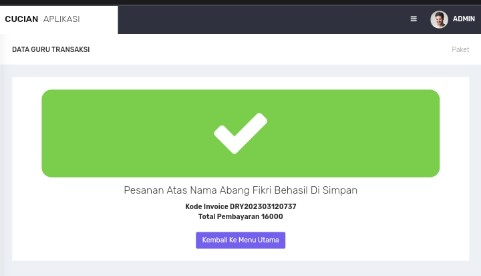 CUCIAN APLIKASI
ADMIN
DATA GURU TRANSAKSI
Paket
Pesanan Atas Nama Abang Fikri Behasil Di Simpan
Kode Invoice DRY202303120737
Total Pembayaran 16000
Kembali Ke Menu Utama